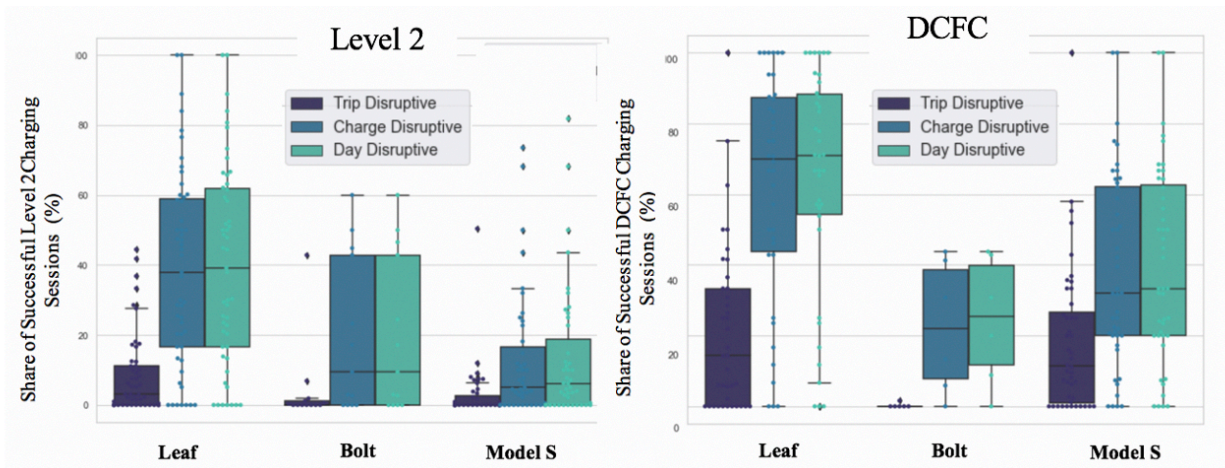 Level 2
Share of Successful Level 2 Charging
Sessions (%)
00
80
60
40
20
0
Trip Disruptive
Charge Disruptive
Day Disruptive
Leaf
Bolt
Model S
DCFC
Share of Successful DCFC Charging
Sessions (%)
100
80
60
40
20
0
Trip Disruptive
Charge Disruptive
Day Disruptive
Leaf
Bolt
Model S